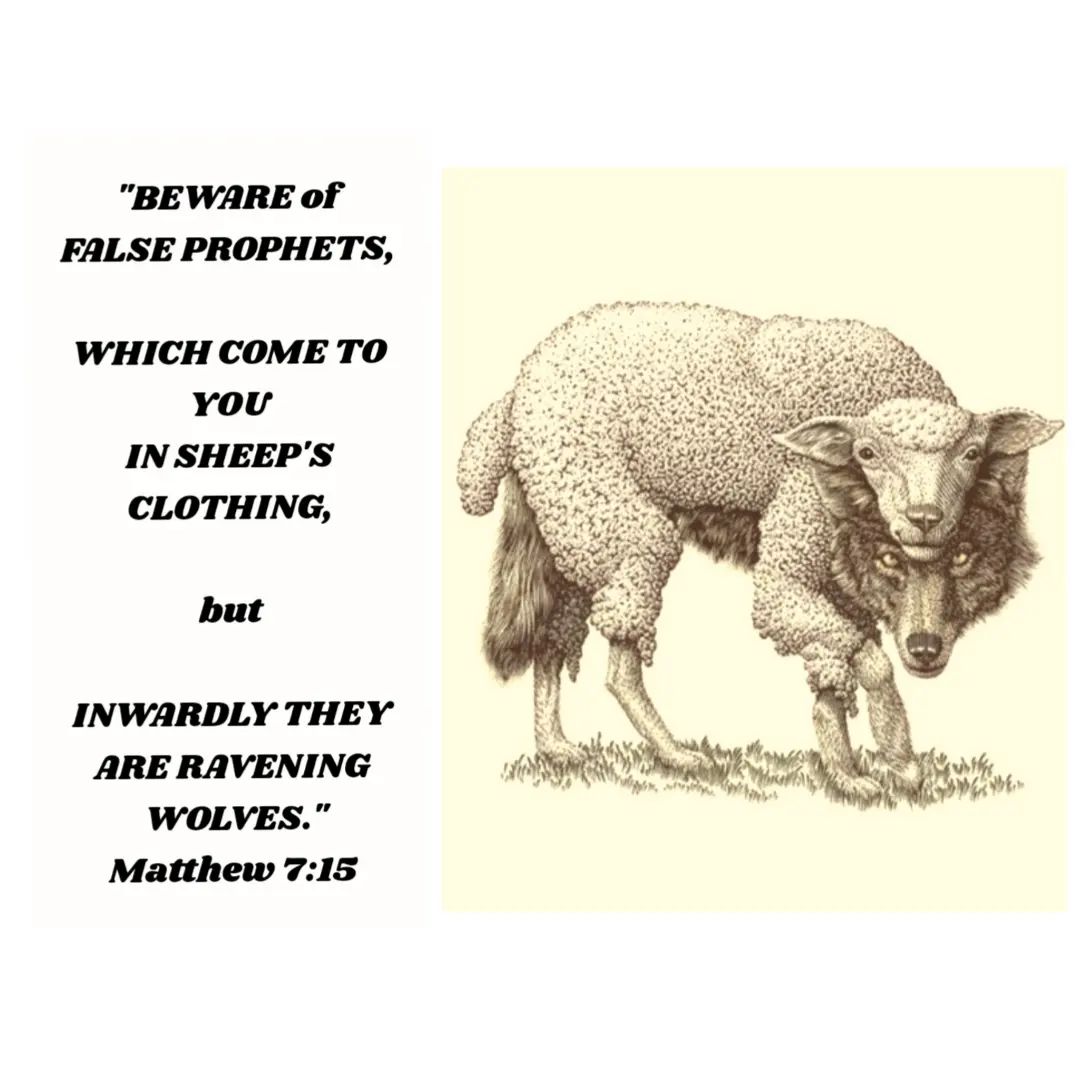 "BEWARE of
FALSE PROPHETS,
WHICH COME TO
YOU
IN SHEEP'S
CLOTHING,
but
INWARDLY THEY
ARE RAVENING
WOLVES."
Matthew 7:15